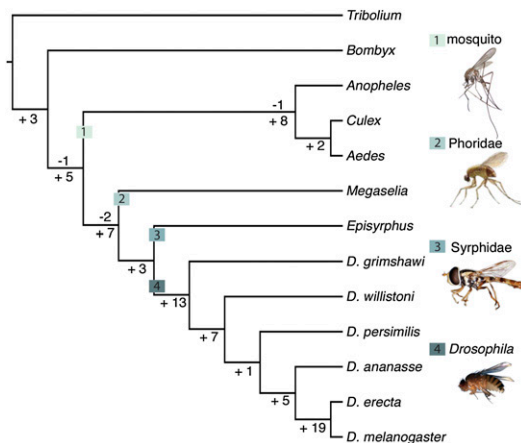 Tribolium
1 mosquito
Bombyx
+ 3
Anopheles
-1
+ 8
Culex
1
+ 2
Aedes
2 Phoridae
-1
+ 5
Megaselia
2
-2
+ 7
Episyrphus
3
3 Syrphidae
+ 3
D. grimshawi
4
+ 13
D. willistoni
+ 7
D. persimilis
4 Drosophila
+ 1
D. ananasse
+ 5
D. erecta
+ 19
D. melanogaster